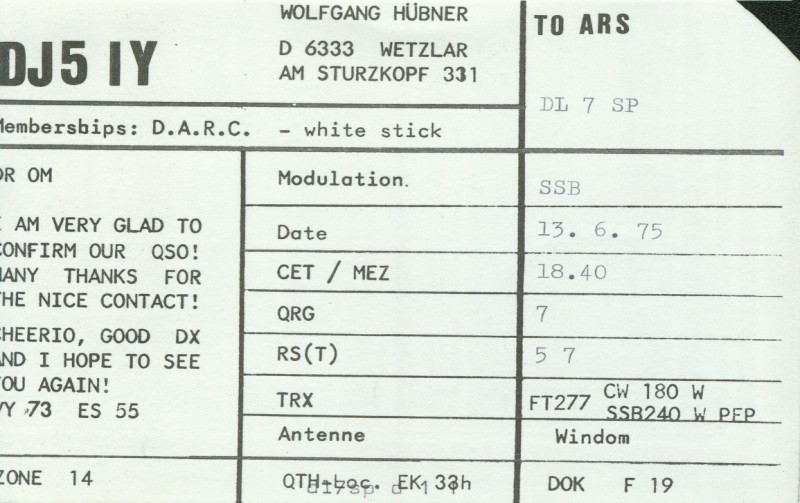 DJ5 IY
WOLFGANG HÜBNER
D 6333 WETZLAR
AM STURZKOPF 331
TO ARS
DL 7 SP
Memberships: D.A.R.C. - white stick
OR OM
I AM VERY GLAD TO
CONFIRM OUR QSO!
MANY THANKS FOR
THE NICE CONTACT!
CHEERIO, GOOD DX
AND I HOPE TO SEE
YOU AGAIN!
VY 73 ES 55
ZONE 14
Modulation. SSB
Date 13. 6. 75
CET / MEZ 18.40
QRG 7
RS(T) 5 7
TRX FT277 CW 180 W
SSB240 W PEP
Antenne Windom
QTH-Loc. EK 33h
DOK F 19